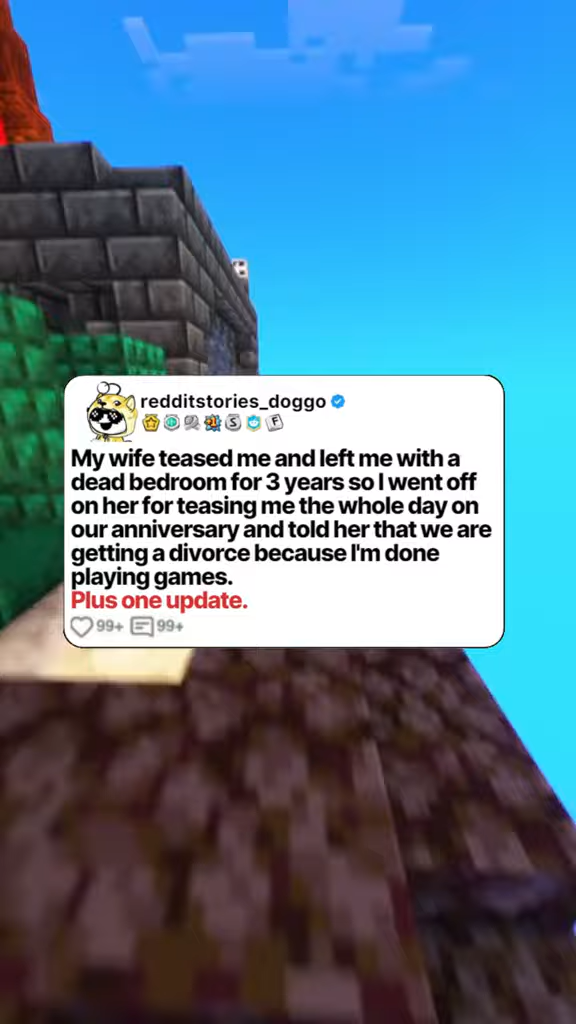 redditstories_doggo
S F
My wife teased me and left me with a
dead bedroom for 3 years so I went off
on her for teasing me the whole day on
our anniversary and told her that we are
getting a divorce because I'm done
playing games.
Plus one update.
99+ 99+